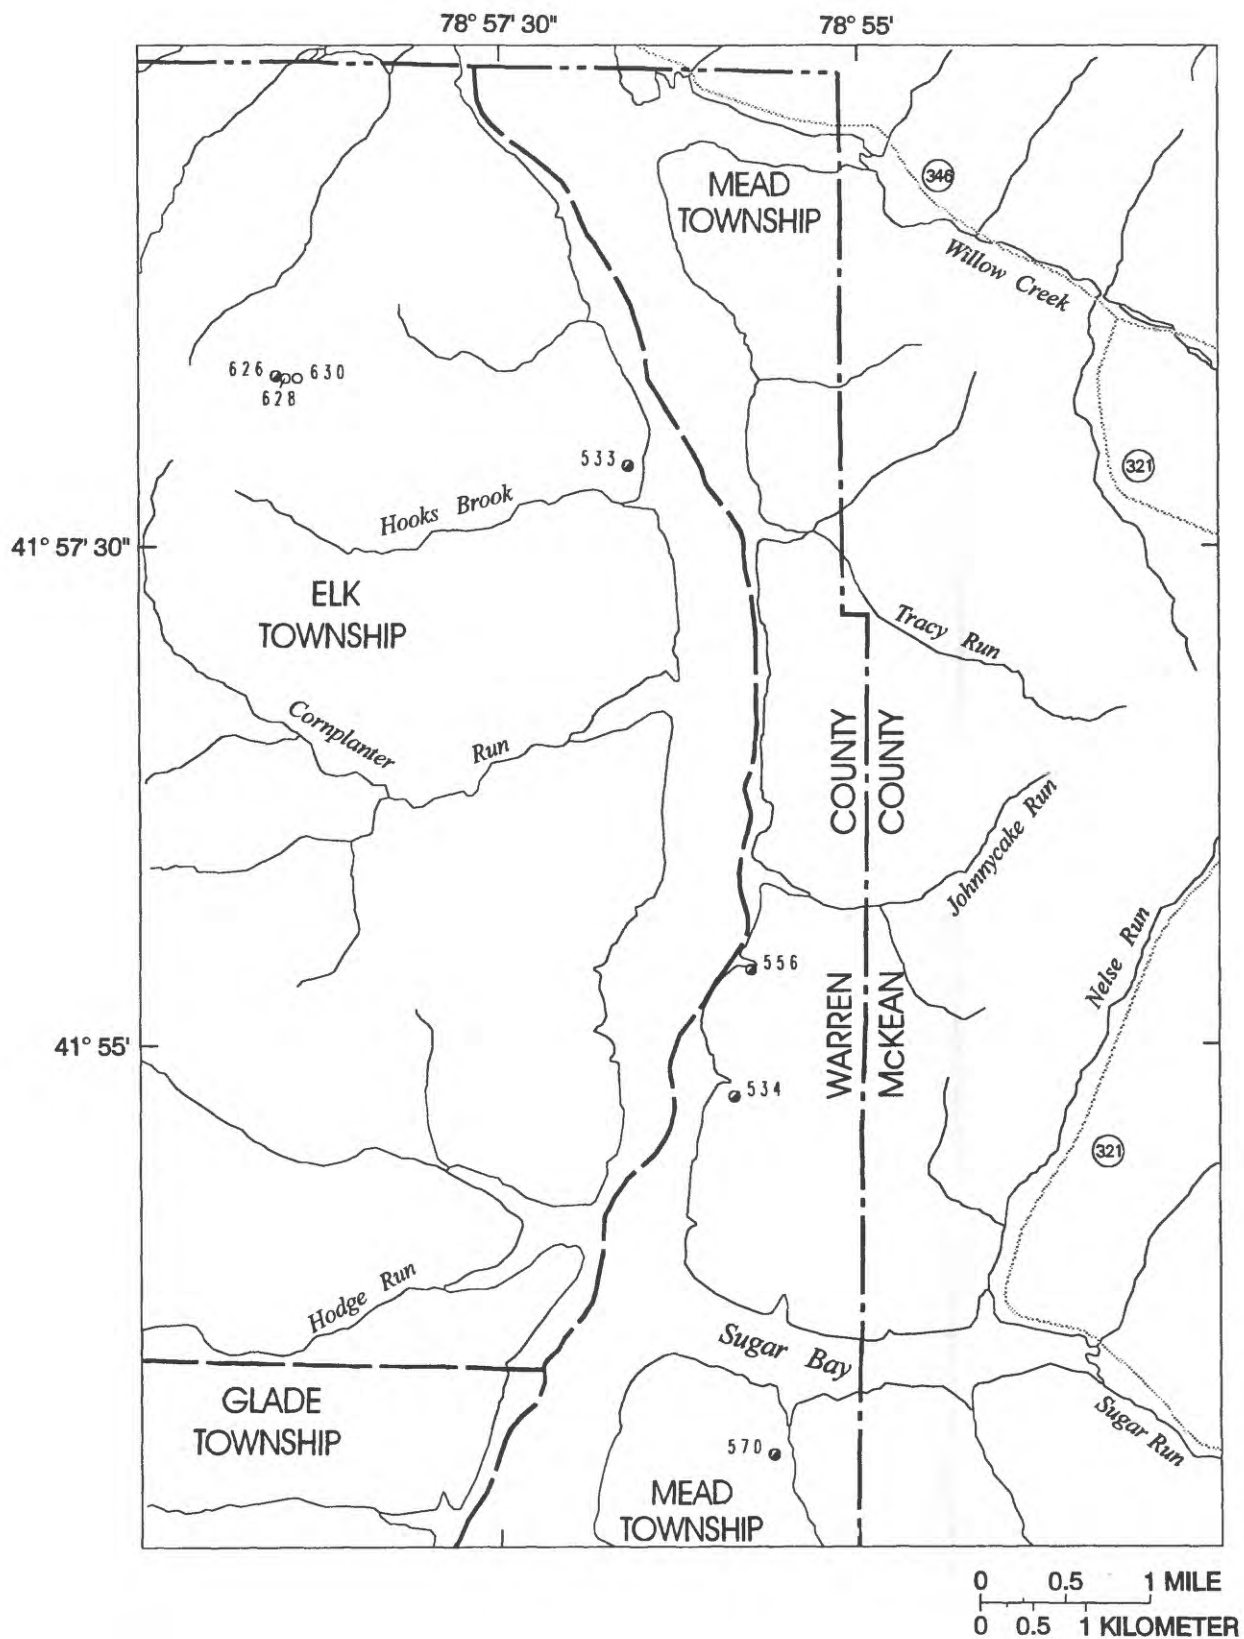 78° 57' 30"
78° 55'
MEAD
TOWNSHIP
346
Willow Creek
626
630
628
533
321
Hooks Brook
41° 57' 30"
ELK
TOWNSHIP
Tracy Run
Cornplanter Run
COUNTY
COUNTY
Johnnycake Run
Nelse Run
556
WARREN
McKEAN
41° 55'
534
321
Hodge Run
Sugar Bay
GLADE
TOWNSHIP
Sugar Run
570
MEAD
TOWNSHIP
0 0.5 1 MILE
0 0.5 1 KILOMETER